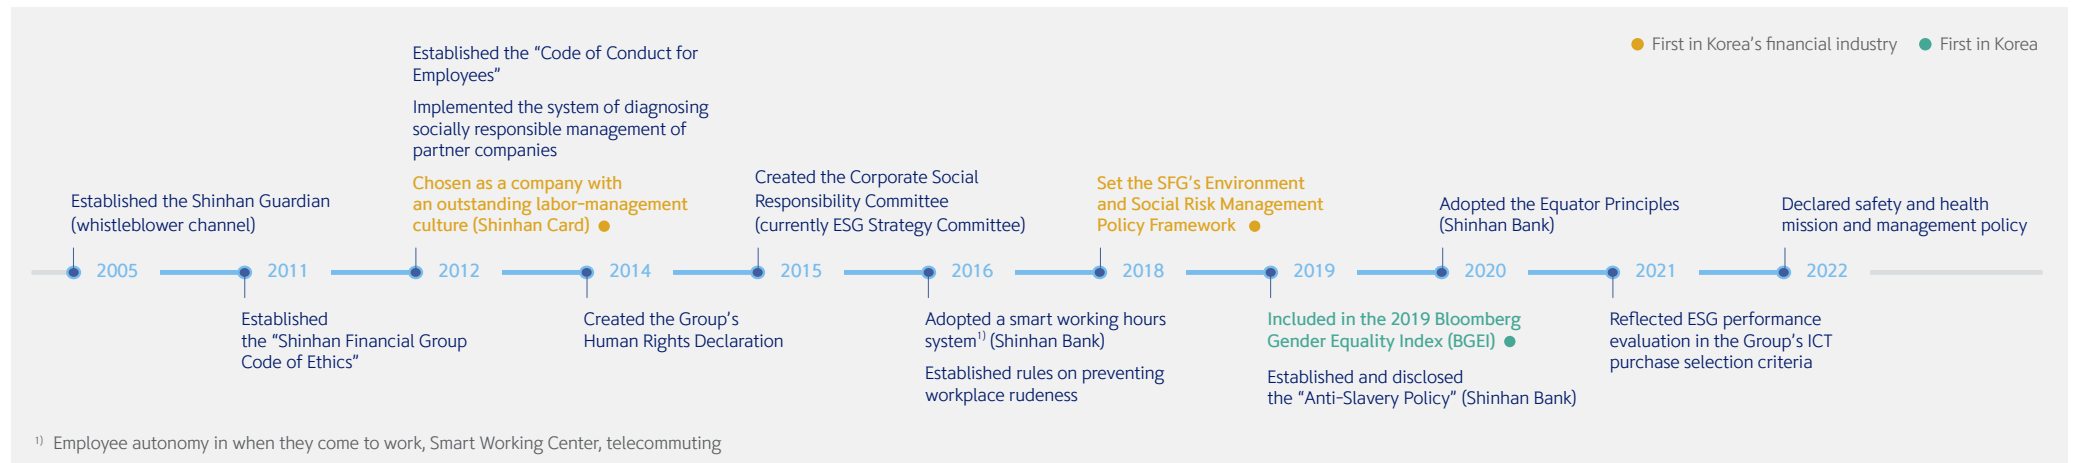 First in Korea’s financial industry
First in Korea
Established the Shinhan Guardian
(whistleblower channel)
2005
2011
Established
the “Shinhan Financial Group
Code of Ethics”
Established the “Code of Conduct for
Employees”
Implemented the system of diagnosing
socially responsible management of
partner companies
Chosen as a company with
an outstanding labor-management
culture (Shinhan Card)
2012
2014
Created the Group’s
Human Rights Declaration
Created the Corporate Social
Responsibility Committee
(currently ESG Strategy Committee)
2015
2016
Adopted a smart working hours
system1) (Shinhan Bank)
Established rules on preventing
workplace rudeness
Set the SFG’s Environment
and Social Risk Management
Policy Framework
2018
2019
Included in the 2019 Bloomberg
Gender Equality Index (BGEI)
Established and disclosed
the “Anti-Slavery Policy” (Shinhan Bank)
Adopted the Equator Principles
(Shinhan Bank)
2020
2021
Reflected ESG performance
evaluation in the Group’s ICT
purchase selection criteria
Declared safety and health
mission and management policy
2022
1) Employee autonomy in when they come to work, Smart Working Center, telecommuting